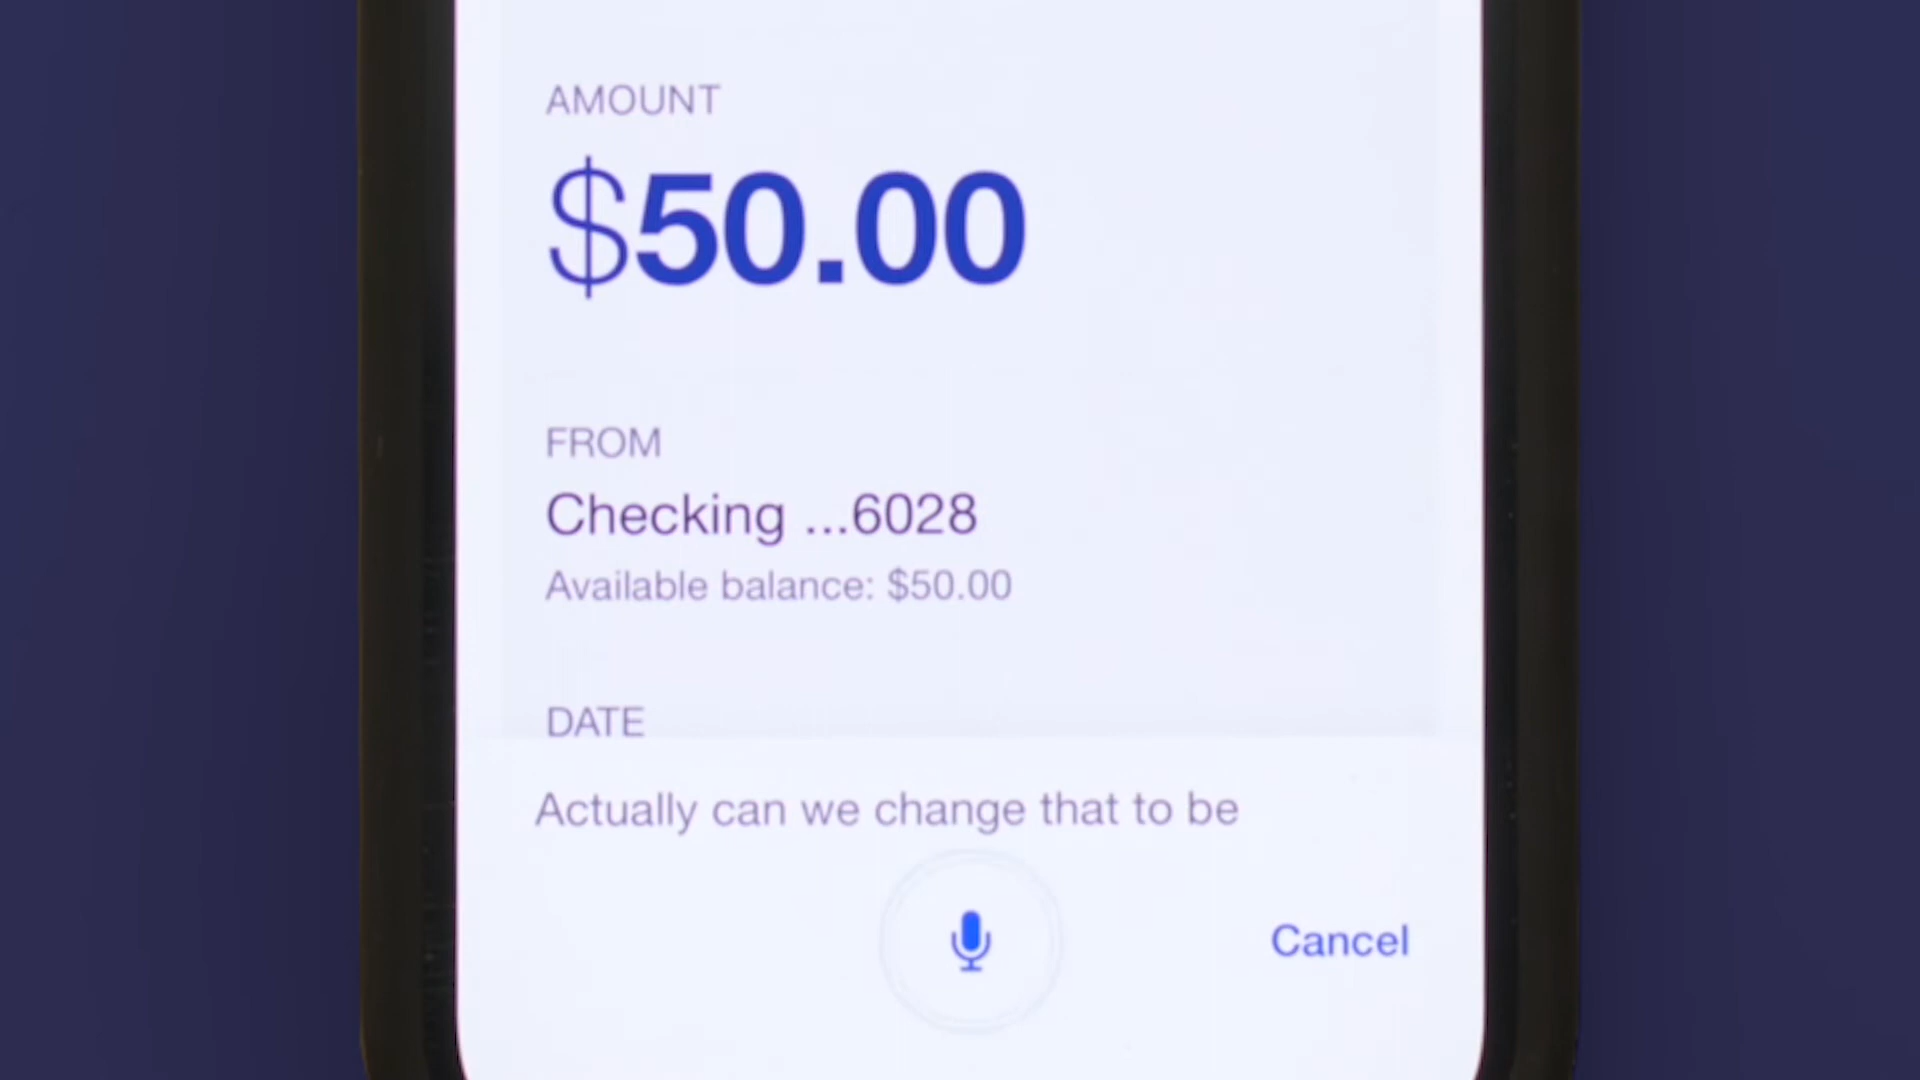 AMOUNT
$50.00
FROM
Checking ...6028
Available balance: $50.00
DATE
Actually can we change that to be
Cancel